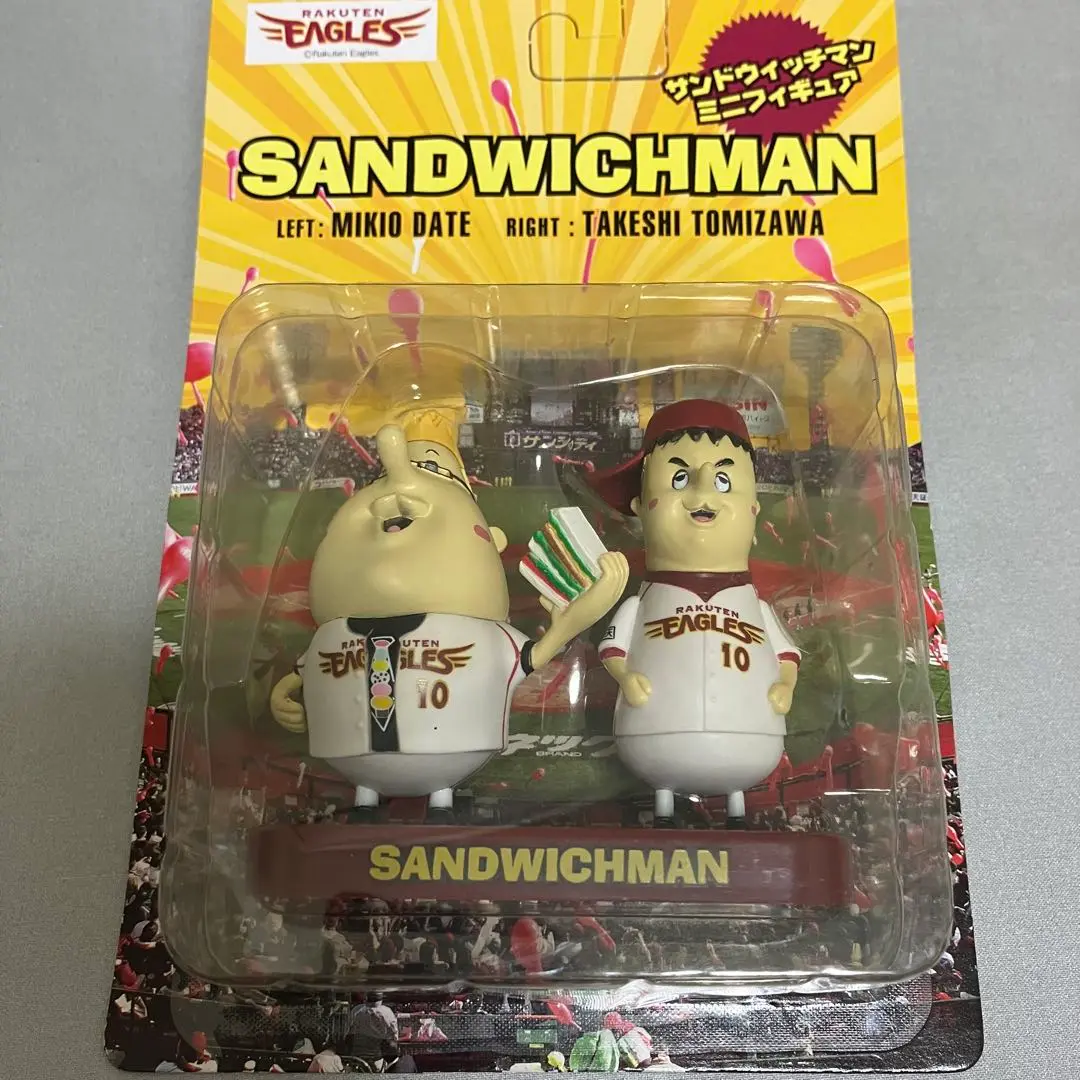 RAKUTEN
EAGLES
©Rakuten Eagles
サンドウィッチマン
ミニフィギュア
SANDWICHMAN
LEFT: MIKIO DATE RIGHT : TAKESHI TOMIZAWA
サンシティ
RAKUTEN
EAGLES
10
RAKUTEN
EAGLES
10
BRAND
SANDWICHMAN